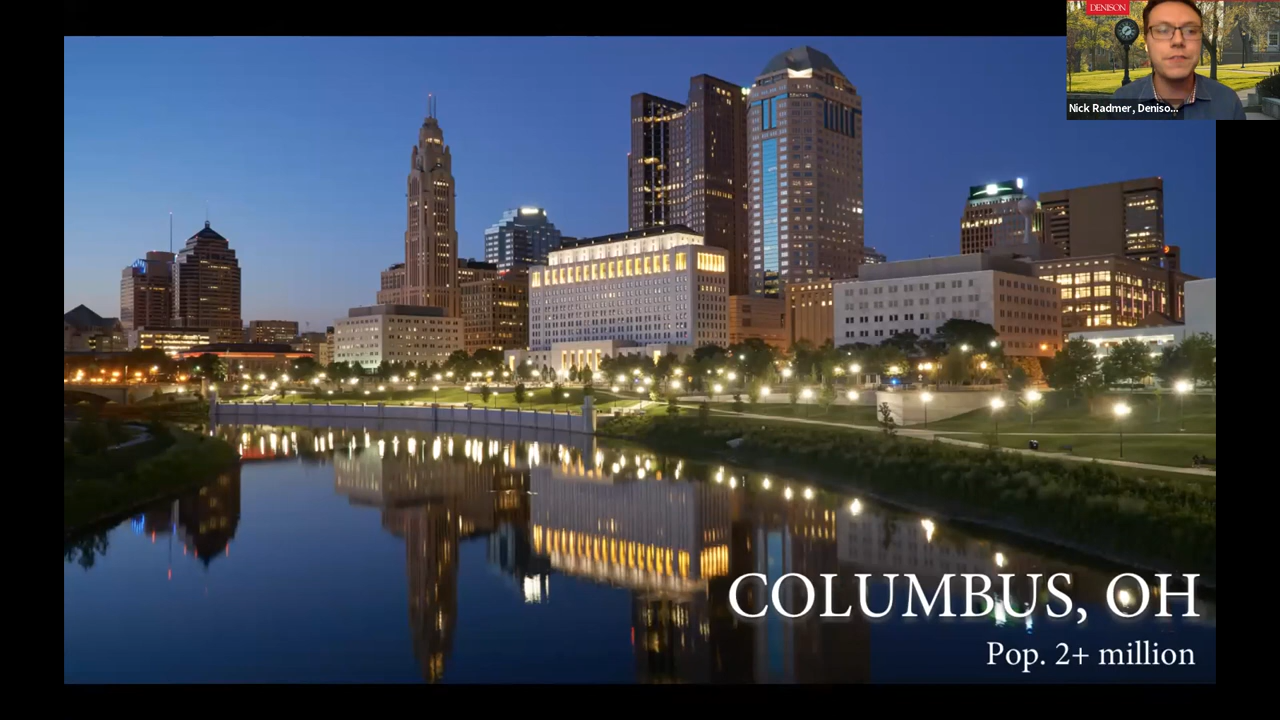 DENISON
Nick Radmer, Deniso...
COLUMBUS, OH
Pop. 2+ million